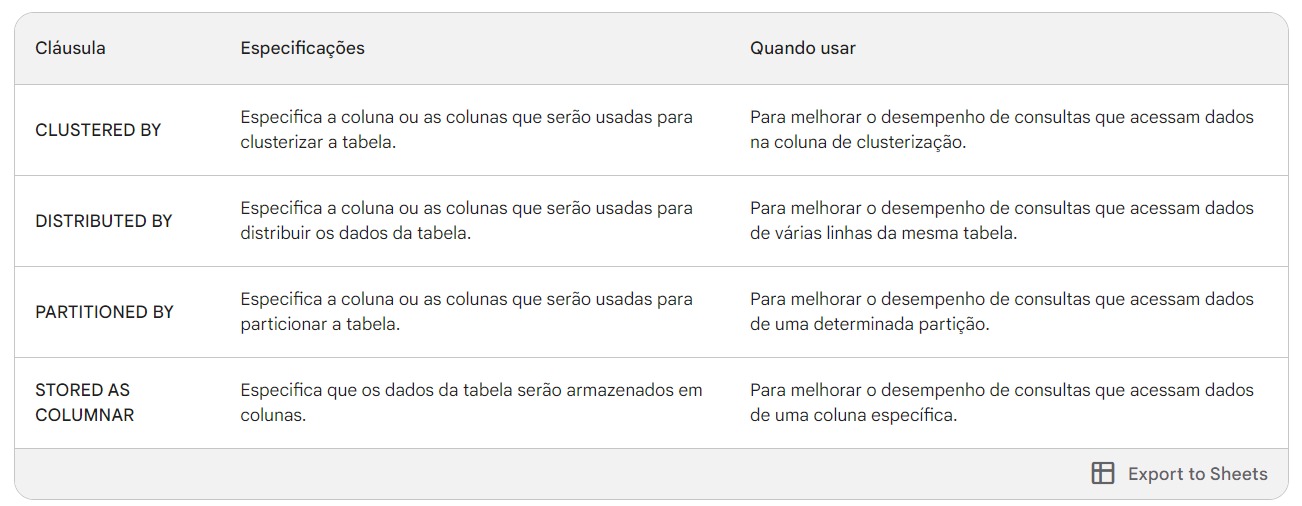 Cláusula Especificações Quando usar
CLUSTERED BY
Especifica a coluna ou as colunas que serão usadas para
clusterizar a tabela.
Para melhorar o desempenho de consultas que acessam dados
na coluna de clusterização.
DISTRIBUTED BY
Especifica a coluna ou as colunas que serão usadas para
distribuir os dados da tabela.
Para melhorar o desempenho de consultas que acessam dados
de várias linhas da mesma tabela.
PARTITIONED BY
Especifica a coluna ou as colunas que serão usadas para
particionar a tabela.
Para melhorar o desempenho de consultas que acessam dados
de uma determinada partição.
STORED AS
COLUMNAR
Especifica que os dados da tabela serão armazenados em
colunas.
Para melhorar o desempenho de consultas que acessam dados
de uma coluna específica.
Export to Sheets